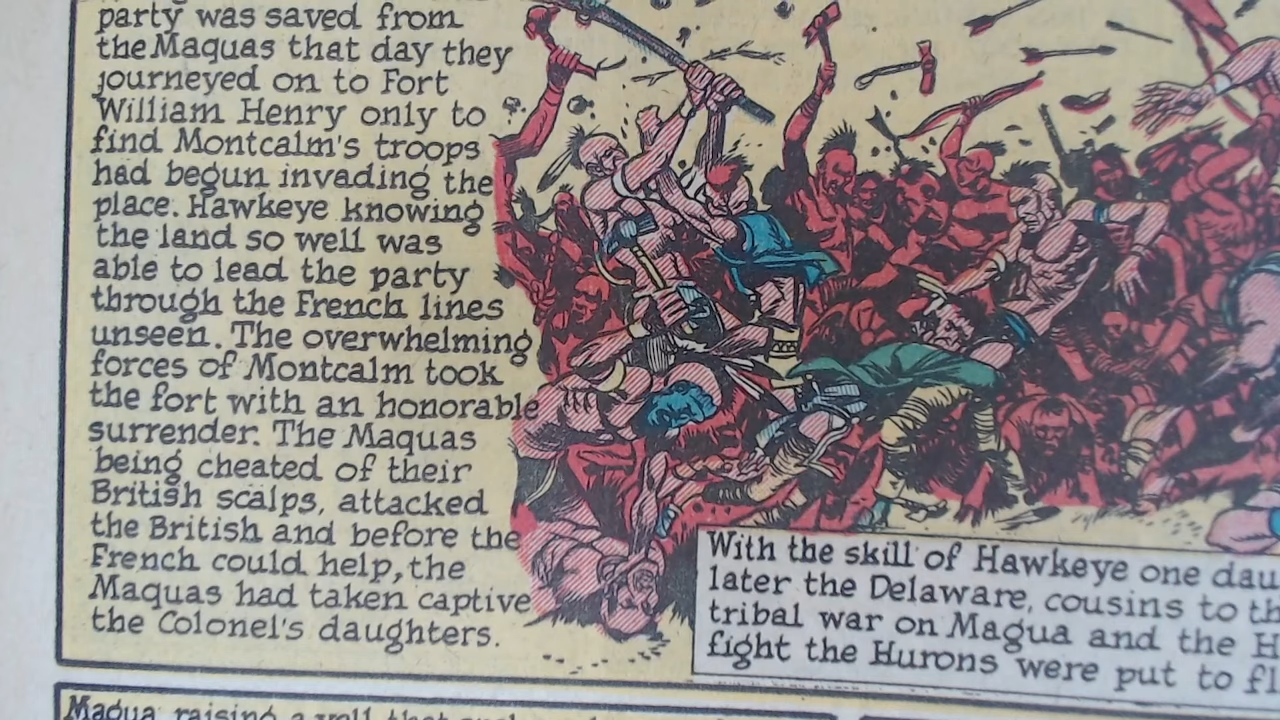 party was saved from
the Maquas that day they
journeyed on to Fort
William Henry only to
find Montcalm's troops
had begun invading the
place. Hawkeye knowing
the land so well was
able to lead the party
through the French lines
unseen. The overwhelming
forces of Montcalm took
the fort with an honorable
surrender. The Maquas
being cheated of their
British scalps, attacked
the British and before the
French could help, the
Maquas had taken captive
the Colonel's daughters.
With the skill of Hawkeye one dau
later the Delaware, cousins to th
tribal war on Magua and the H
fight the Hurons were put to fl
Magua raising a yell that